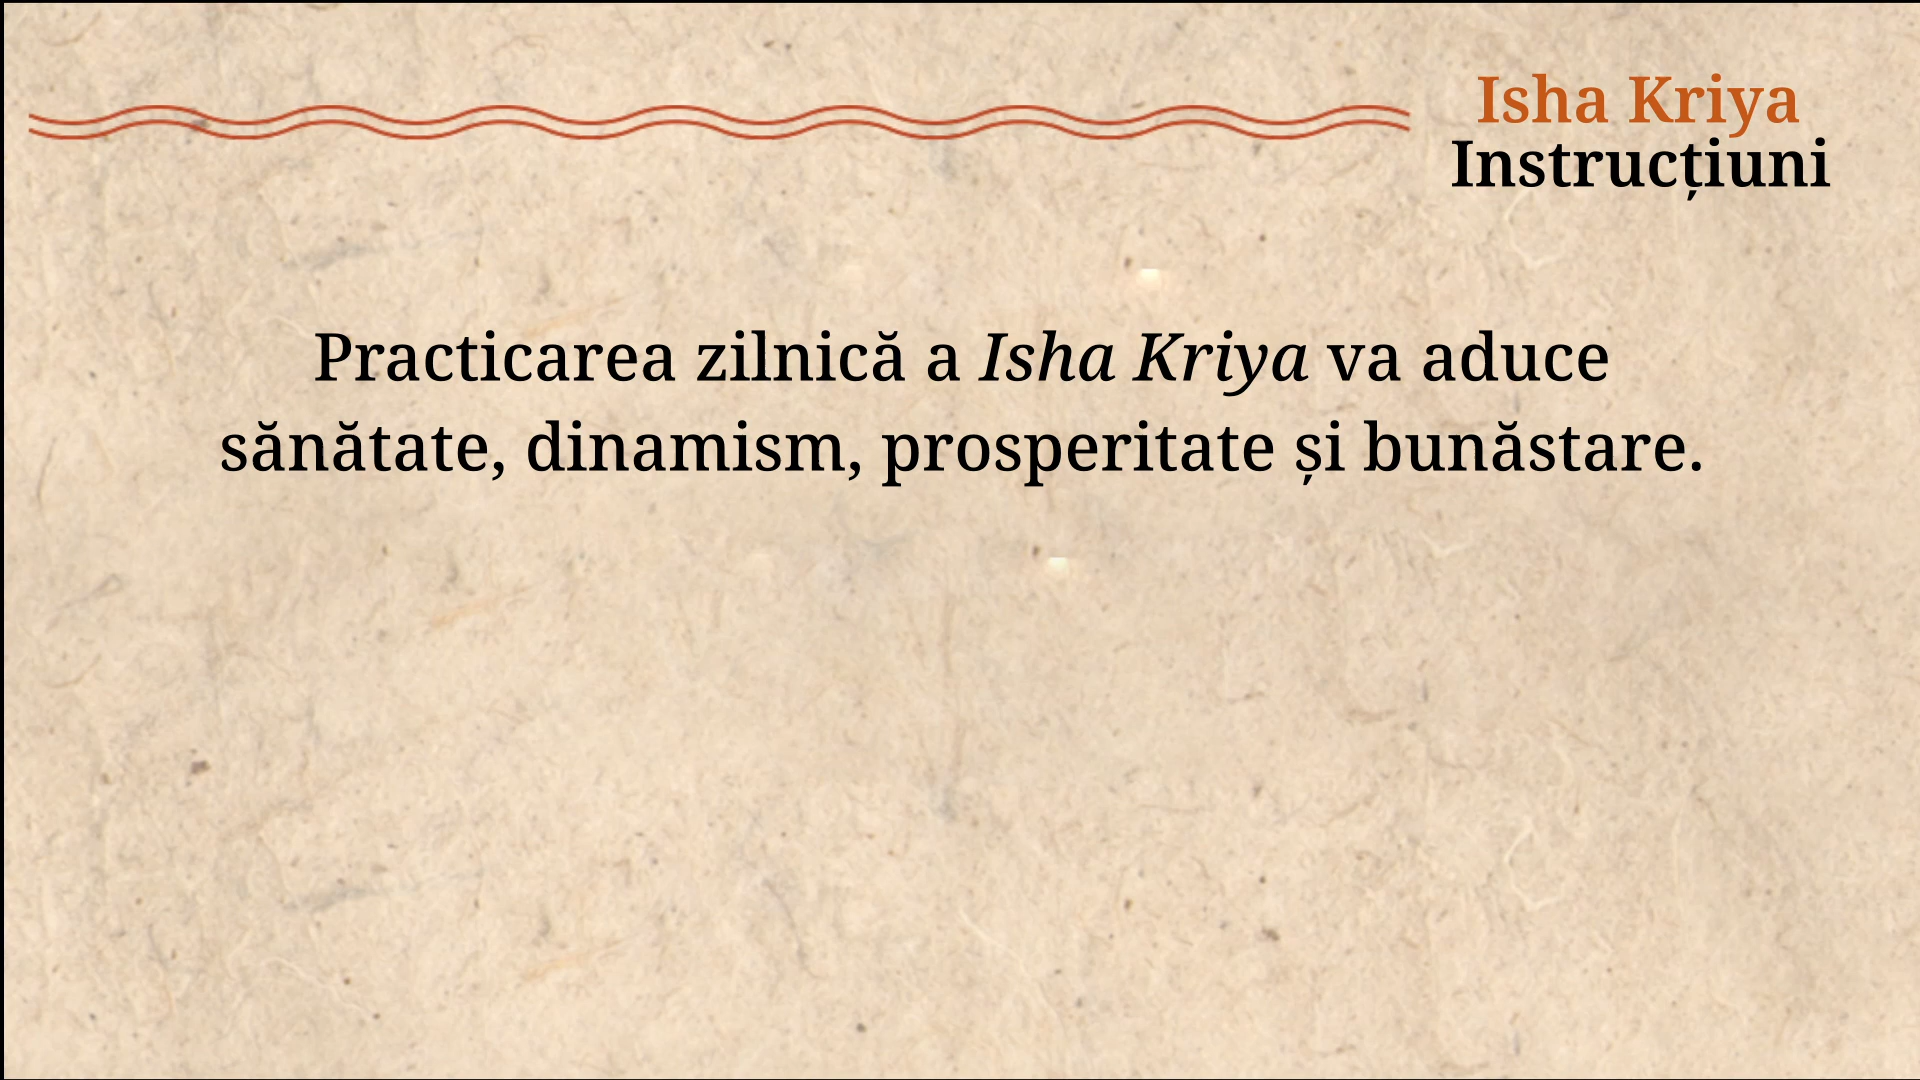 Isha Kriya
Instrucțiuni
Practicarea zilnică a Isha Kriya va aduce
sănătate, dinamism, prosperitate și bunăstare.